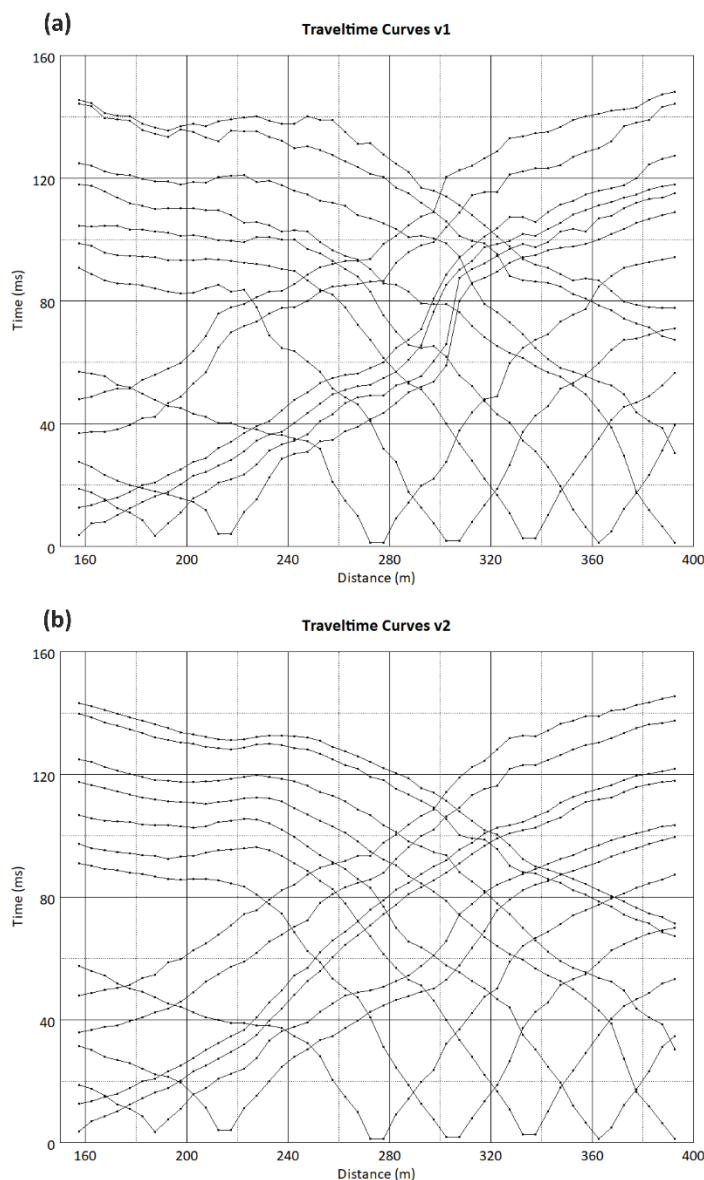 (a)
Traveltime Curves v1
160
120
80
40
0
Time (ms)
160 200 240 280 320 360 400
Distance (m)
(b)
Traveltime Curves v2
160
120
80
40
0
Time (ms)
160 200 240 280 320 360 400
Distance (m)